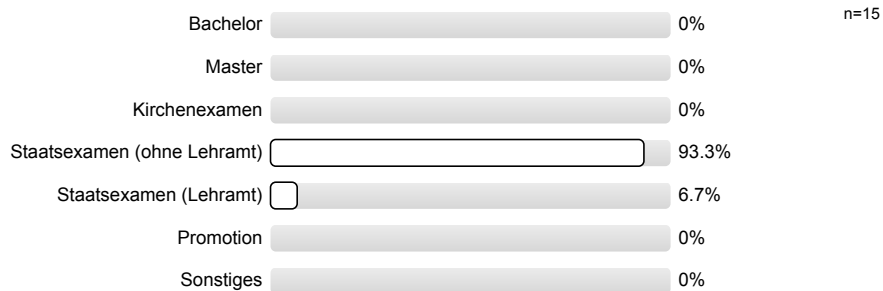 Bachelor 0% n=15
Master 0%
Kirchenexamen 0%
Staatsexamen (ohne Lehramt) 93.3%
Staatsexamen (Lehramt) 6.7%
Promotion 0%
Sonstiges 0%